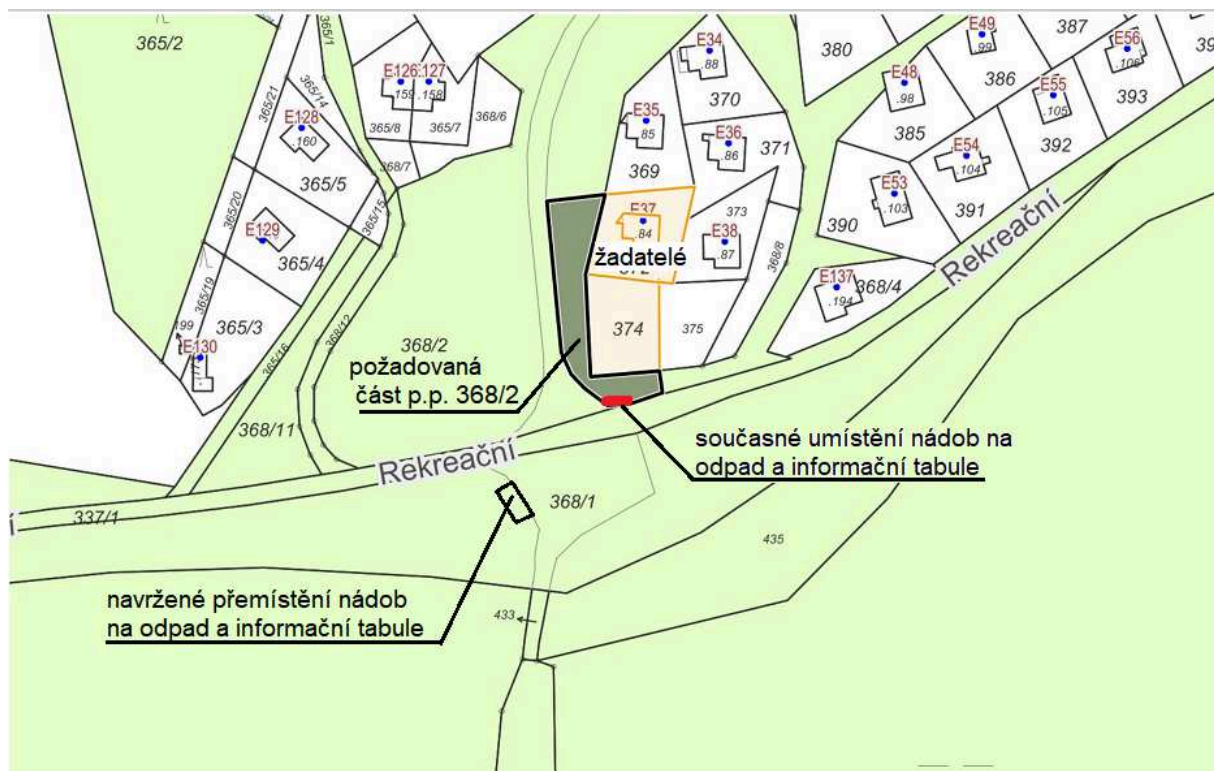 365/2
365/1
365/21
365/14
E126
127
.159
.158
365/8
365/7
368/6
368/7
E128
.160
365/5
365/20
365/15
E129
365/4
365/19
199
365/3
E130
365/16
368/12
368/11
368/2
337/1
E34
.88
370
E35
.85
369
E36
.86
371
E37
.84
žadatelé
372
373
E38
.87
368/8
374
375
380
387
E49
.99
E56
.106
386
E48
.98
E55
.105
393
385
392
E54
.104
E53
.103
391
390
E137
.194
368/4
Rekreační
požadovaná
část p.p. 368/2
současné umístění nádob na
odpad a informační tabule
Rekreační
í
368/1
435
navržené přemístění nádob
na odpad a informační tabule
433